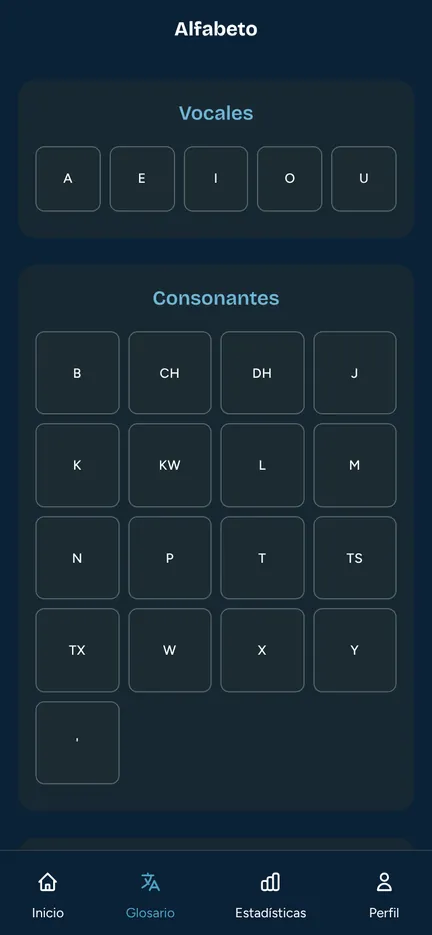 Alfabeto
Vocales
A E I O U
Consonantes
B CH DH J
K KW L M
N P T TS
TX W X Y
'
Inicio Glosario Estadísticas Perfil